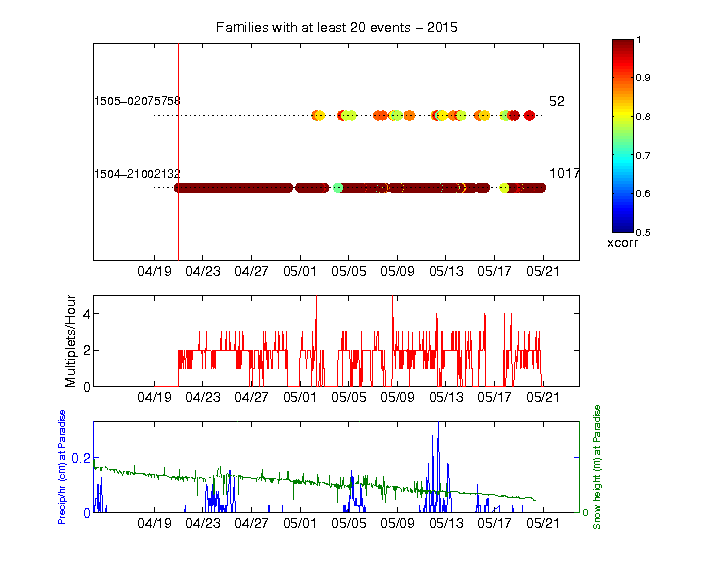 Families with at least 20 events – 2015
1505–02075758
52
1504–21002132
1017
04/19 04/23 04/27 05/01 05/05 05/09 05/13 05/17 05/21
1
0.9
0.8
0.7
0.6
0.5
xcorr
Multiplets/Hour
4
2
0
04/19 04/23 04/27 05/01 05/05 05/09 05/13 05/17 05/21
Precip/hr (cm) at Paradise
0.2
0
0
Snow height (m) at Paradise
04/19 04/23 04/27 05/01 05/05 05/09 05/13 05/17 05/21